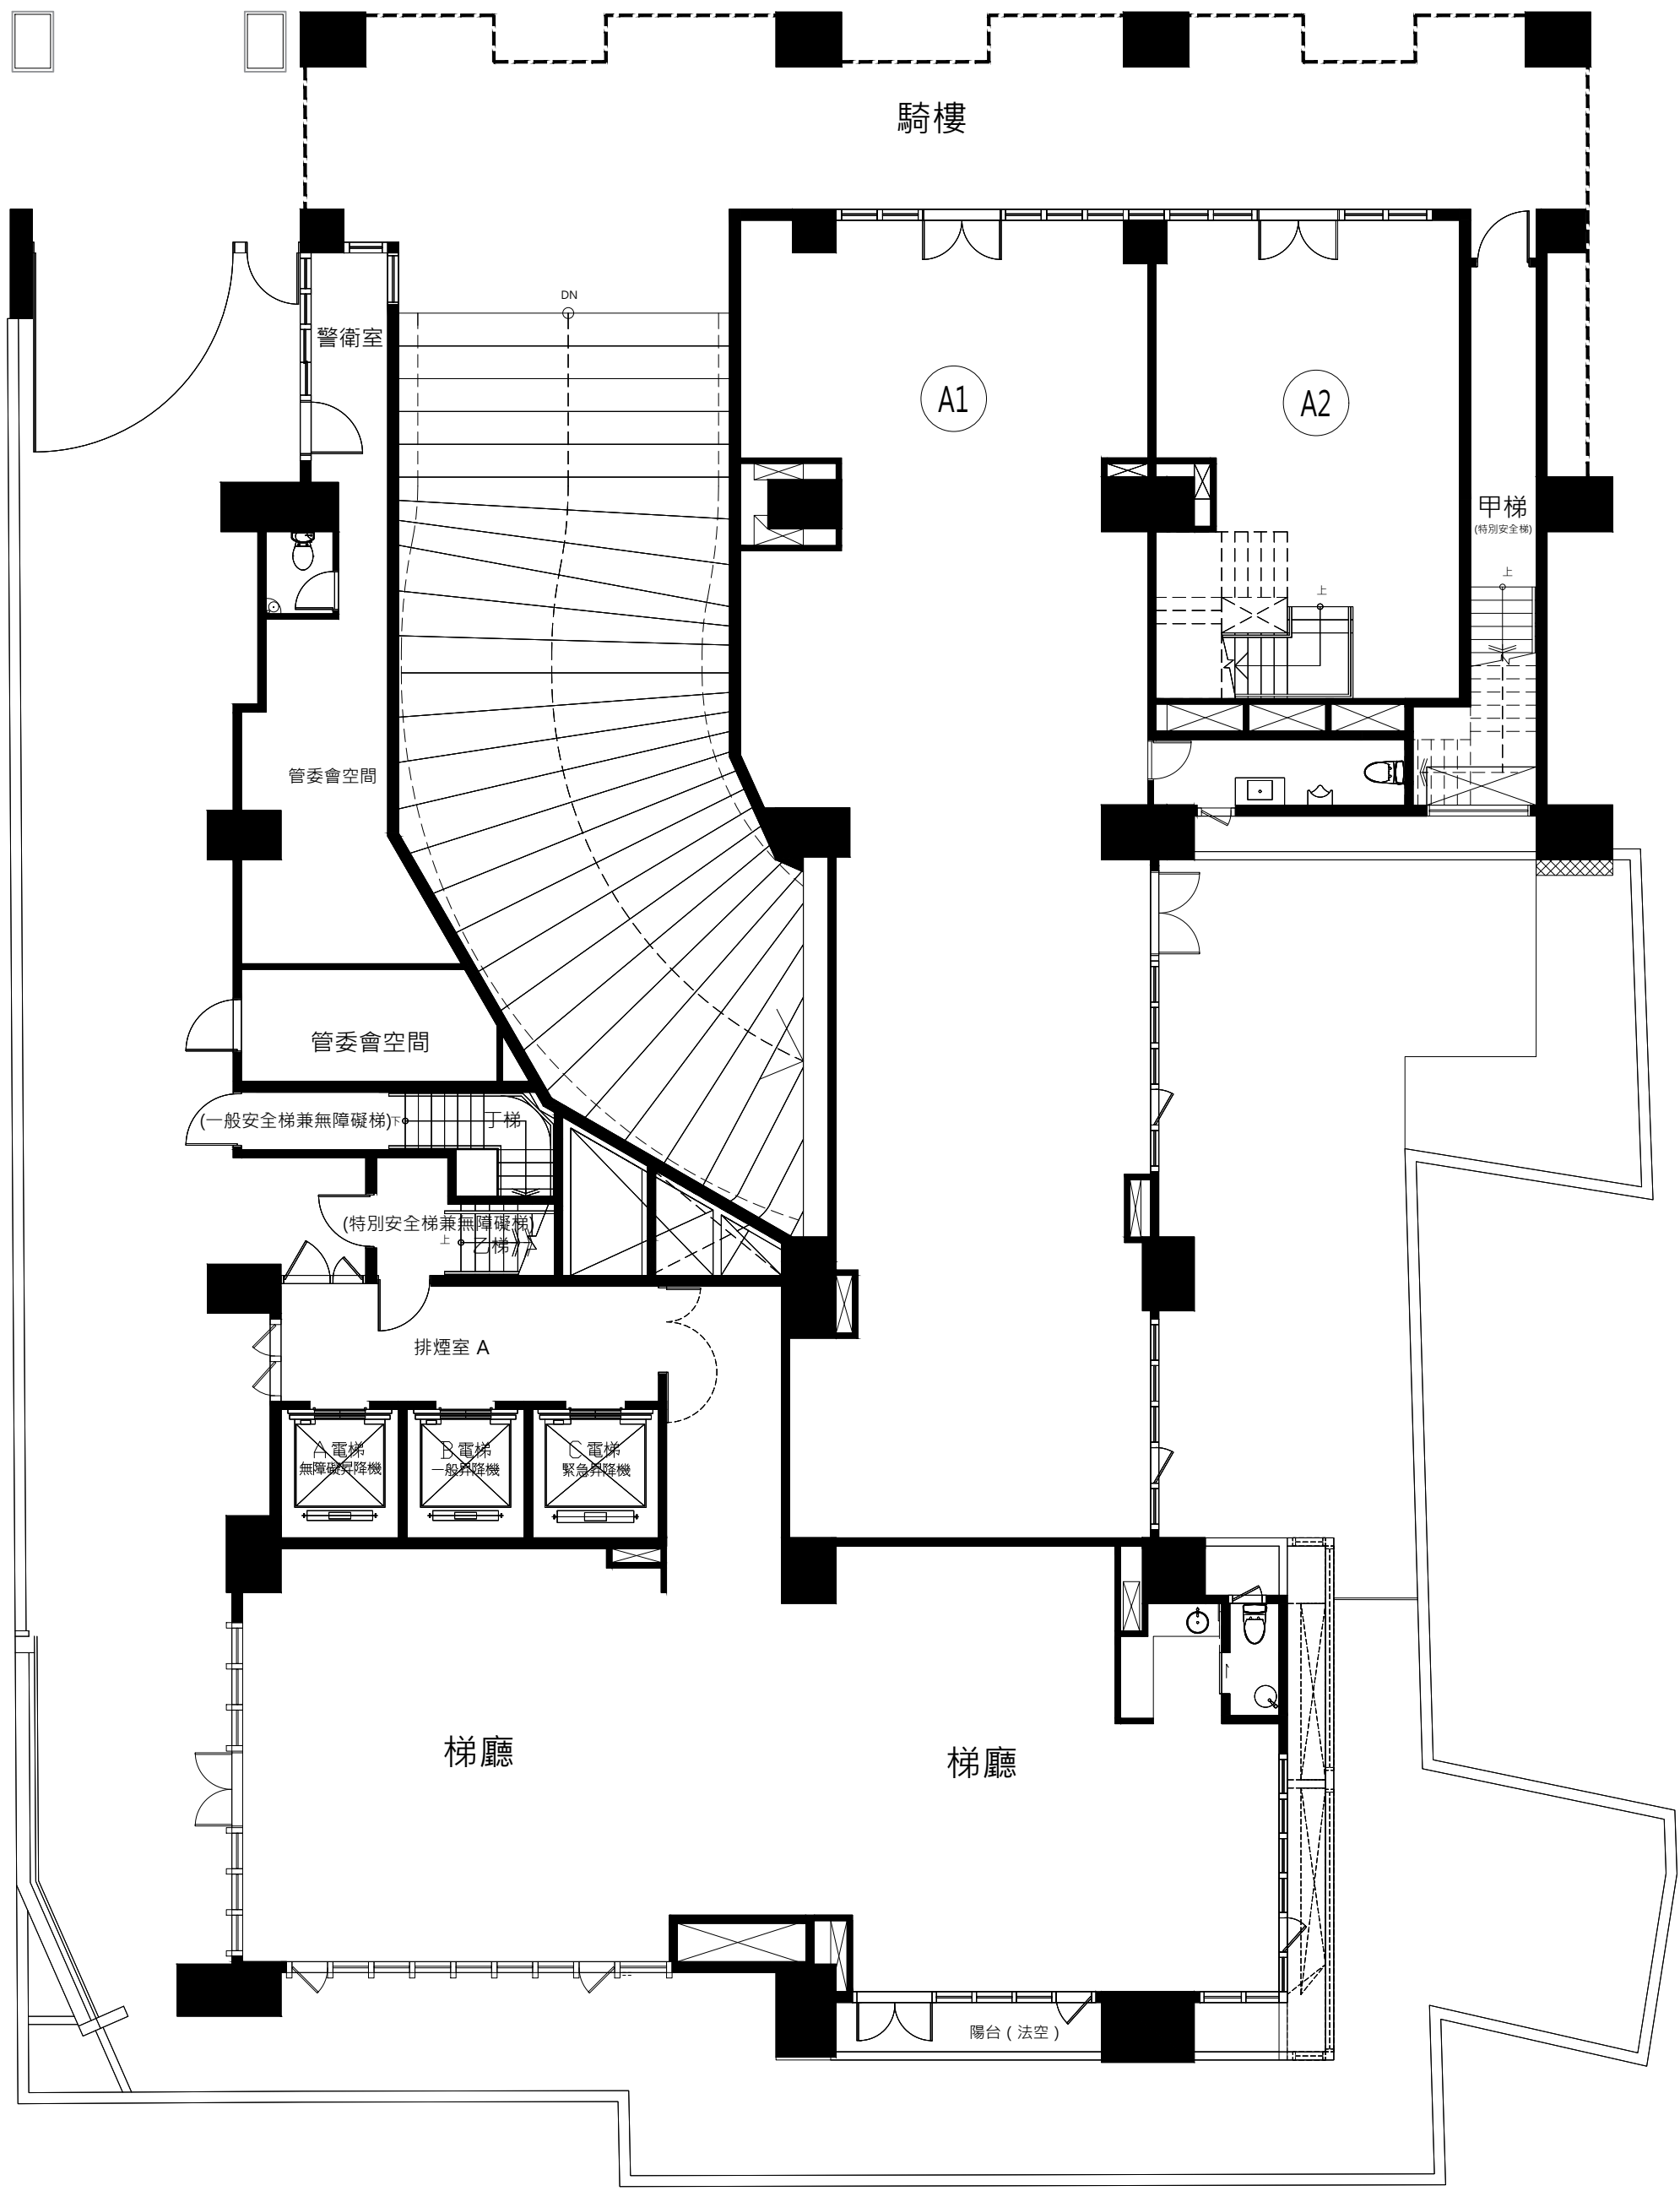 騎樓
DN
警衛室
A1
A2
甲梯
(特別安全梯)
上
上
管委會空間
管委會空間
(一般安全梯兼無障礙梯)
下
丁梯
(特別安全梯兼無障礙梯)
上
乙梯
排煙室 A
A 電梯
無障礙昇降機
B 電梯
一般昇降機
C 電梯
緊急昇降機
梯廳
梯廳
陽台 ( 法空 )